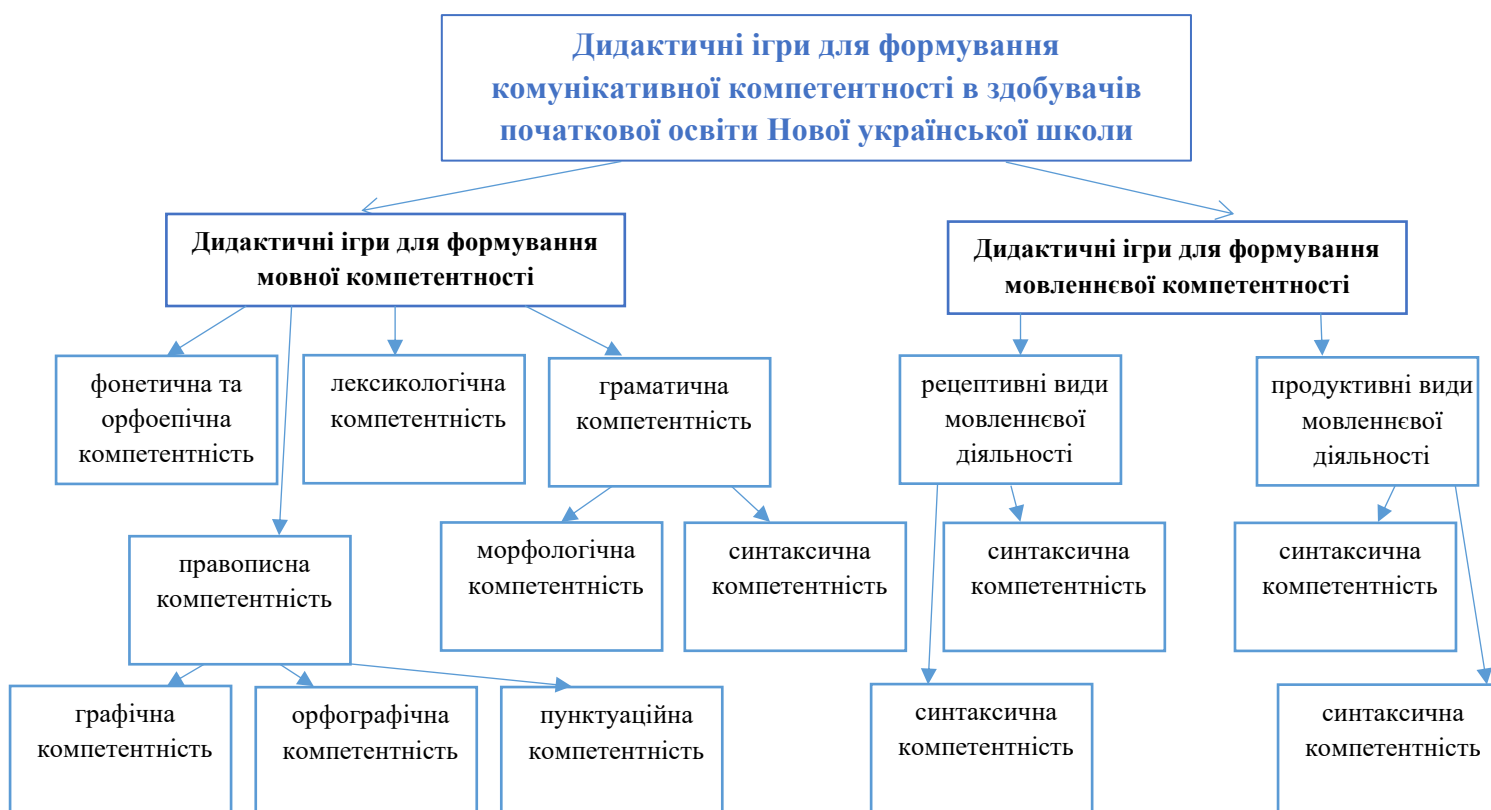 Дидактичні ігри для формування
комунікативної компетентності в здобувачів
початкової освіти Нової української школи
Дидактичні ігри для формування
мовної компетентності
Дидактичні ігри для формування
мовленнєвої компетентності
фонетична та
орфоепічна
компетентність
лексикологічна
компетентність
граматична
компетентність
рецептивні види
мовленнєвої
діяльності
продуктивні види
мовленнєвої
діяльності
правописна
компетентність
морфологічна
компетентність
синтаксична
компетентність
синтаксична
компетентність
синтаксична
компетентність
графічна
компетентність
орфографічна
компетентність
пунктуаційна
компетентність
синтаксична
компетентність
синтаксична
компетентність